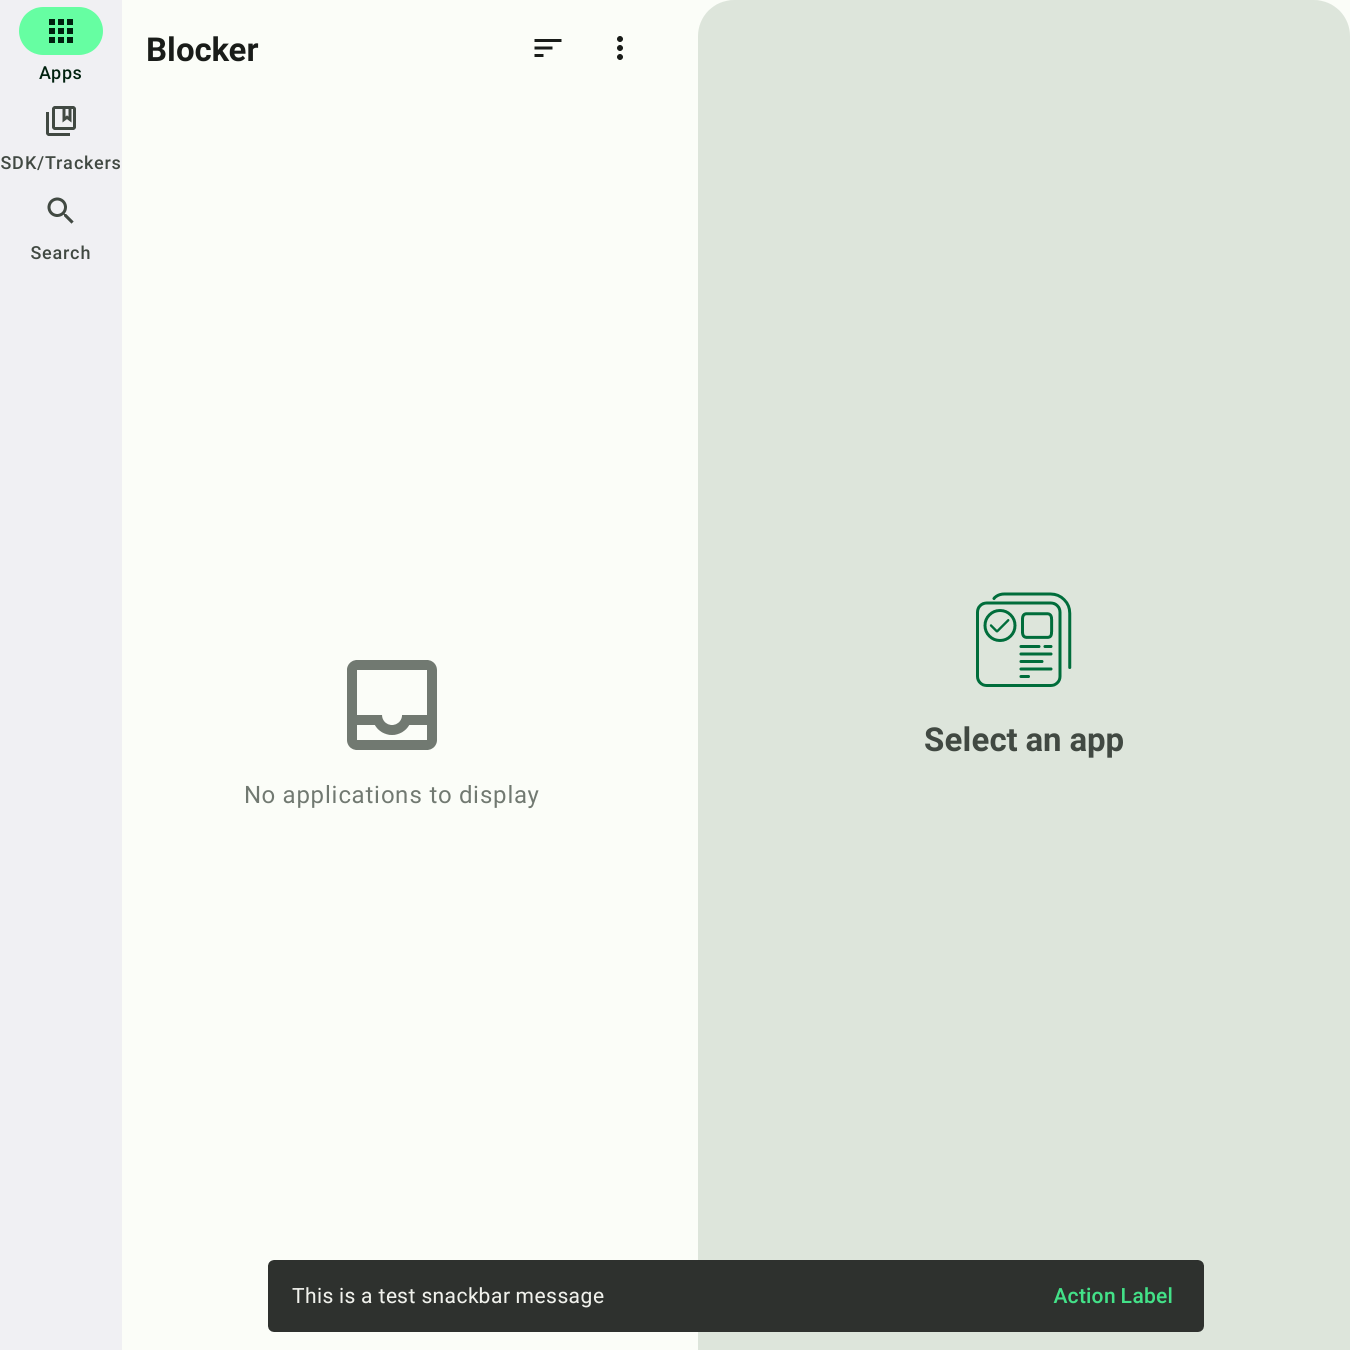 Apps
SDK/Trackers
Search
Blocker
No applications to display
Select an app
This is a test snackbar message
Action Label